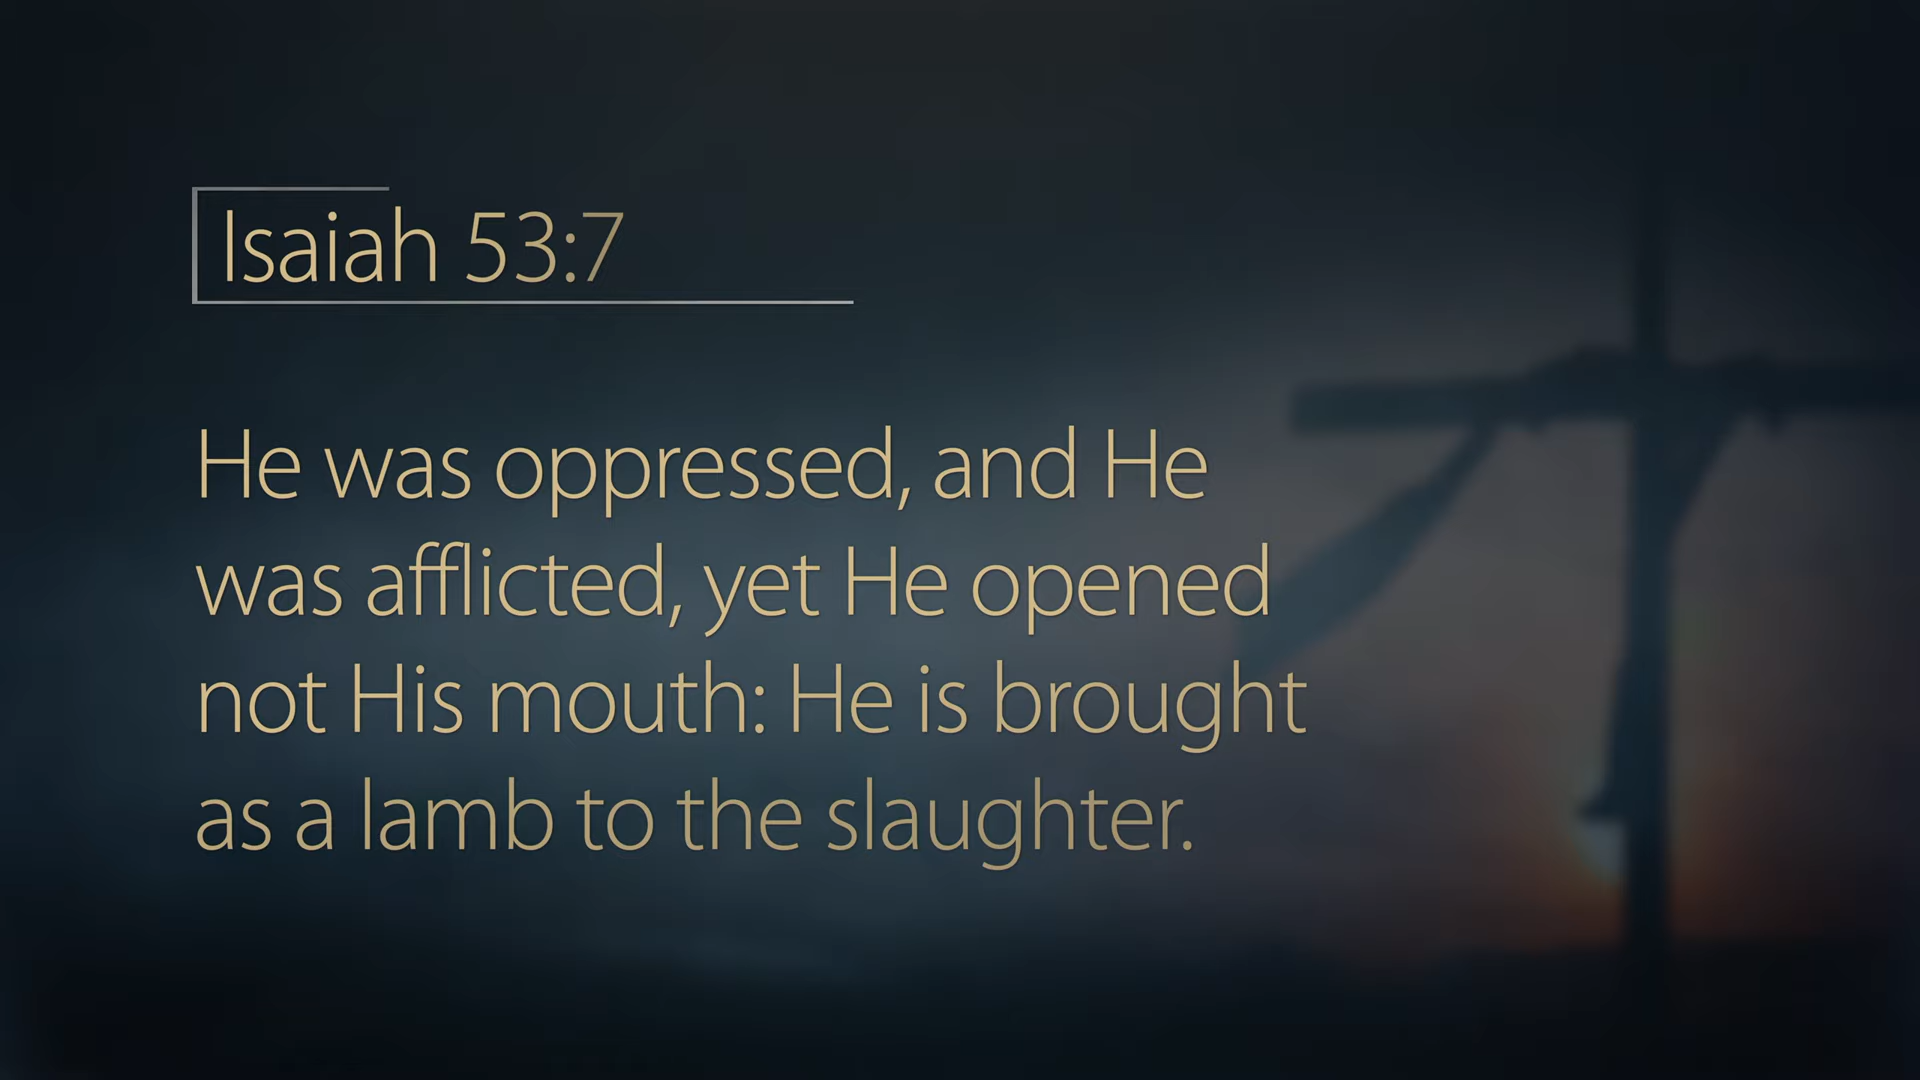 Isaiah 53:7
He was oppressed, and He
was afflicted, yet He opened
not His mouth: He is brought
as a lamb to the slaughter.